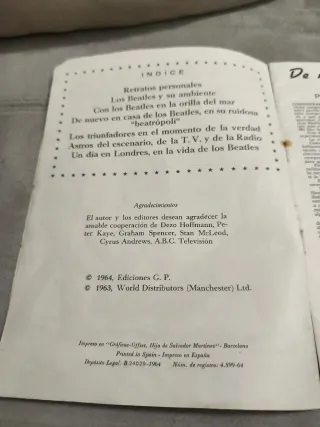 INDICE
Retratos personales
Los Beatles y su ambiente
Con los Beatles en la orilla del mar
De nuevo en casa de los Beatles, en su ruidosa
"beatrópoli"
Los triunfadores en el momento de la verdad
Astros del escenario, de la T. V. y de la Radio
Un día en Londres, en la vida de los Beatles
Agradecimientos
El autor y los editores desean agradecer la
amable cooperación de Dezo Hoffmann, Pe-
ter Kaye, Graham Spencer, Stan McLeod,
Cyrus Andrews, A.B.C. Televisión
© 1964, Ediciones G. P.
© 1963, World Distributors (Manchester) Ltd.
Impreso en "Gráficas-Offset, Hija de Salvador Martínez" - Barcelona
Printed in Spain - Impreso en España
Depósito Legal: B 24029-1964 Núm. de registro: 4.899-64
De